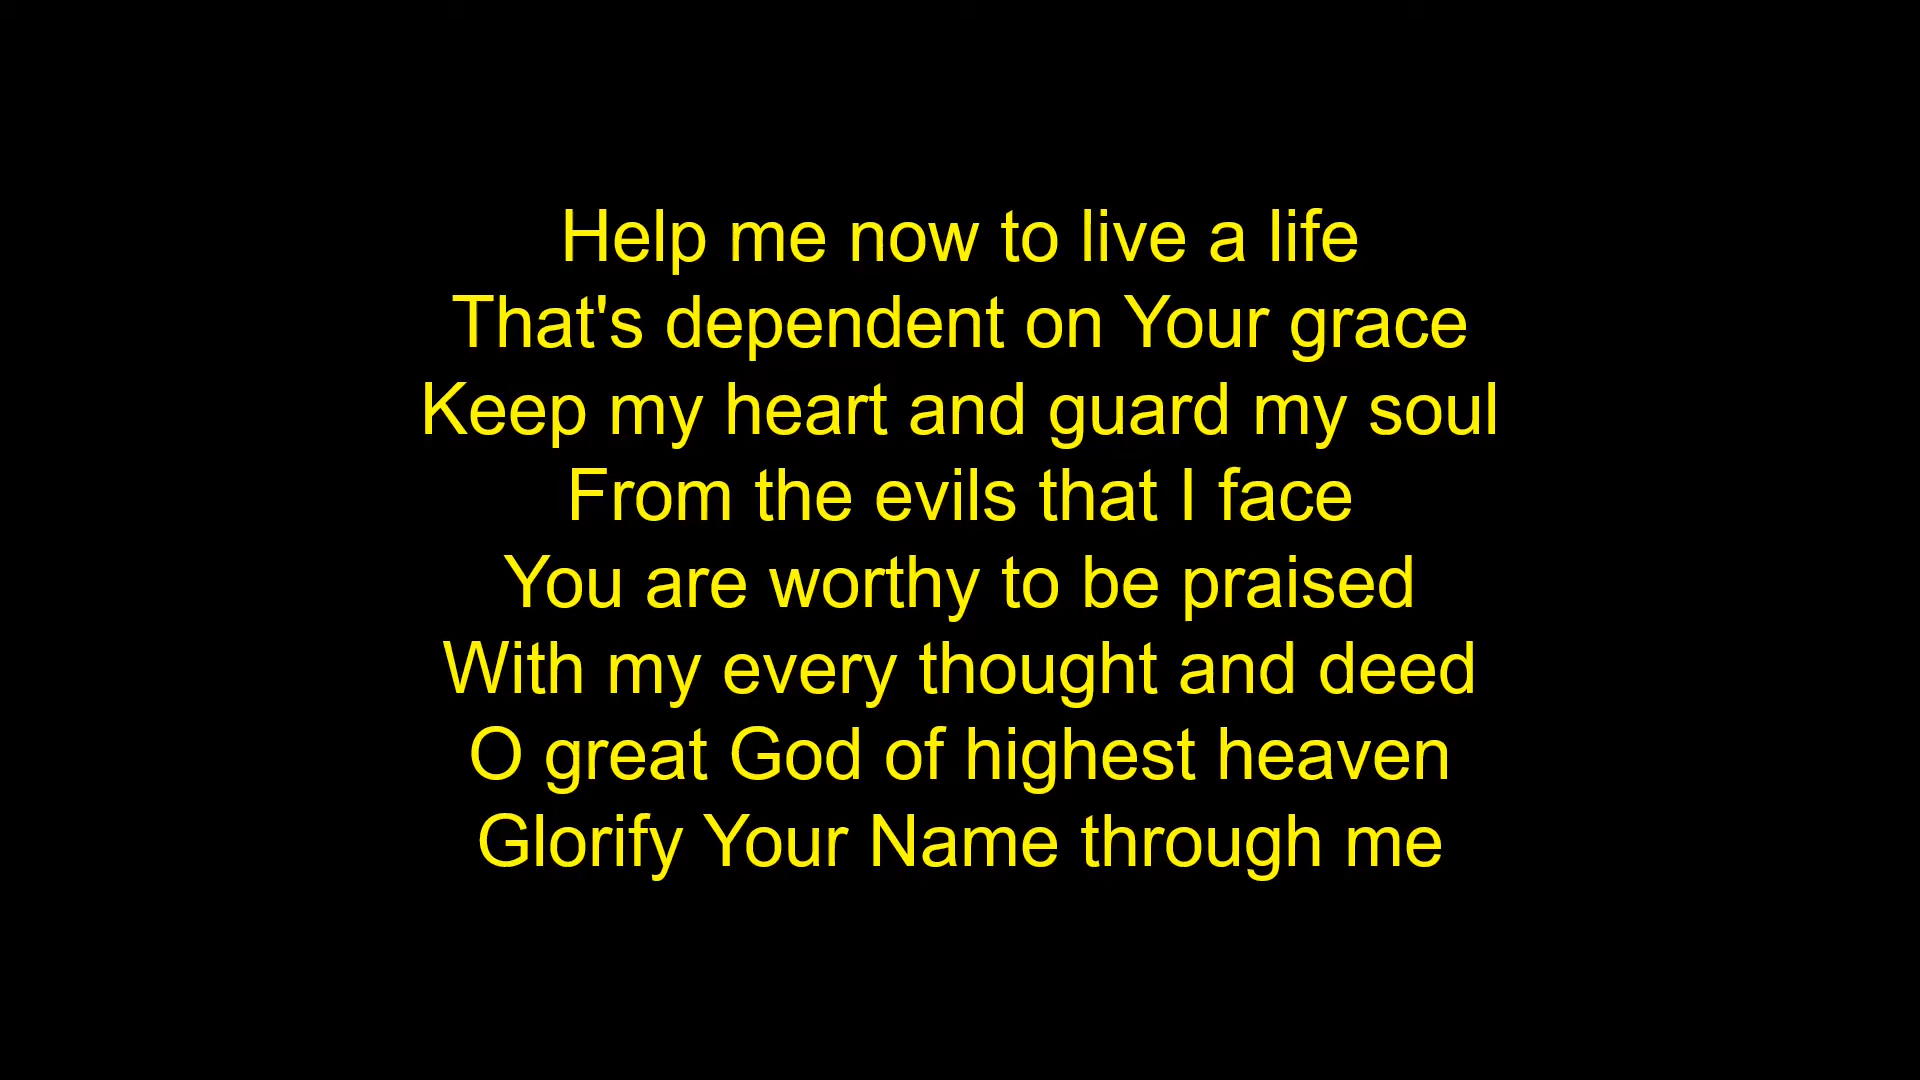 Help me now to live a life
That's dependent on Your grace
Keep my heart and guard my soul
From the evils that I face
You are worthy to be praised
With my every thought and deed
O great God of highest heaven
Glorify Your Name through me